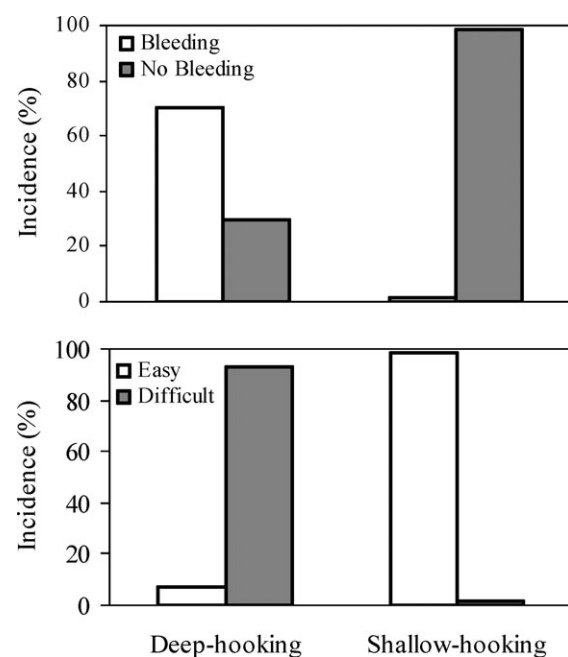 Incidence (%)
100
80
60
40
20
0
Bleeding
No Bleeding
Incidence (%)
100
80
60
40
20
0
Easy
Difficult
Deep-hooking
Shallow-hooking